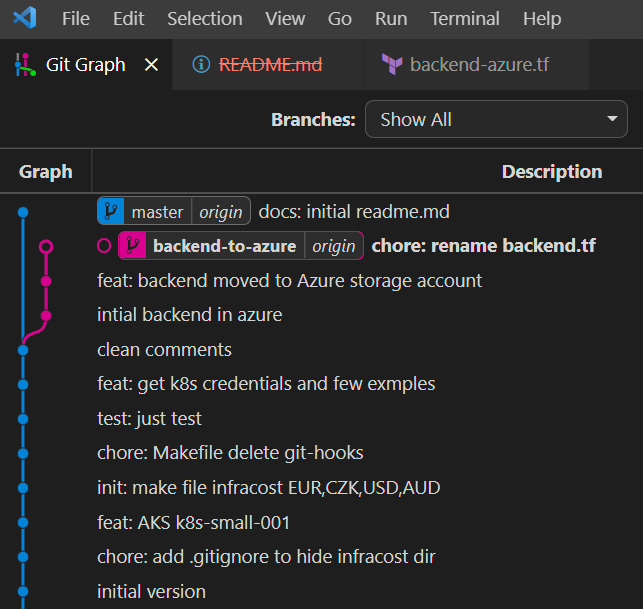 File Edit Selection View Go Run Terminal Help
Git Graph README.md backend-azure.tf
Branches: Show All
Graph Description
master origin docs: initial readme.md
backend-to-azure origin chore: rename backend.tf
feat: backend moved to Azure storage account
intial backend in azure
clean comments
feat: get k8s credentials and few exmples
test: just test
chore: Makefile delete git-hooks
init: make file infracost EUR,CZK,USD,AUD
feat: AKS k8s-small-001
chore: add .gitignore to hide infracost dir
initial version